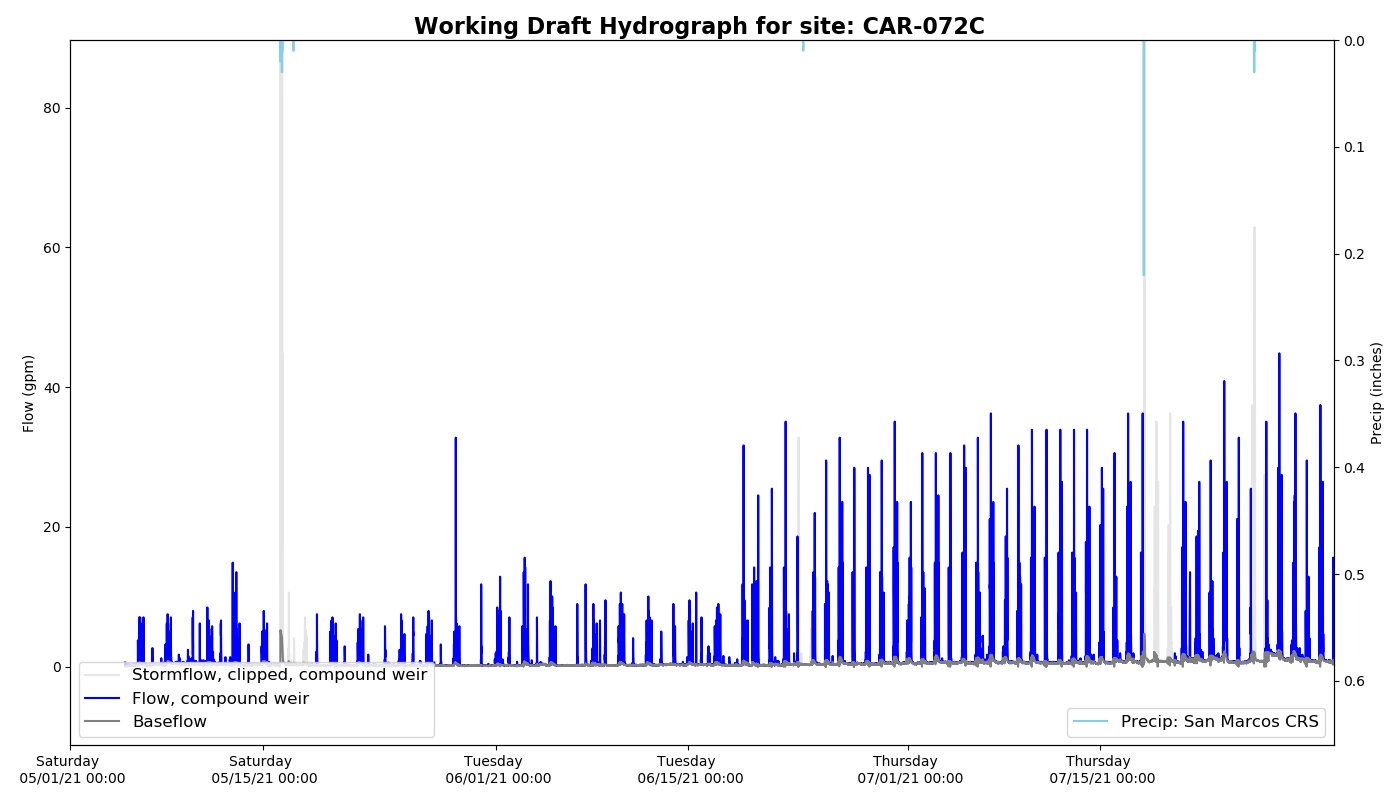 Working Draft Hydrograph for site: CAR-072C
80
60
40
20
0
Flow (gpm)
0.0
0.1
0.2
0.3
0.4
0.5
0.6
Precip (inches)
Stormflow, clipped, compound weir
Flow, compound weir
Baseflow
Precip: San Marcos CRS
Saturday
05/01/21 00:00
Saturday
05/15/21 00:00
Tuesday
06/01/21 00:00
Tuesday
06/15/21 00:00
Thursday
07/01/21 00:00
Thursday
07/15/21 00:00